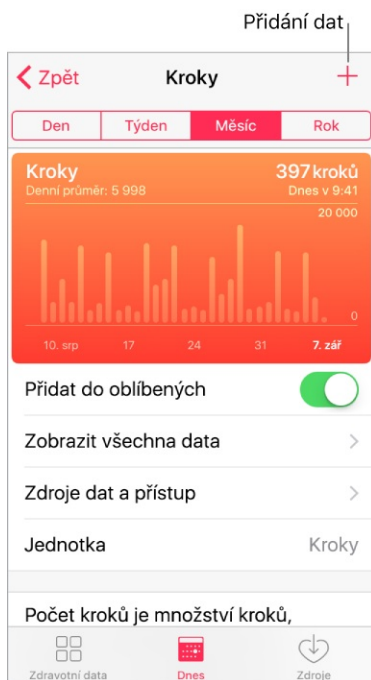 Přidání dat
Zpět Kroky
Den Týden Měsíc Rok
Kroky 397 kroků
Denní průměr: 5 998 Dnes v 9:41
20 000
0
10. srp 17 24 31 7. zář
Přidat do oblíbených
Zobrazit všechna data
Zdroje dat a přístup
Jednotka Kroky
Počet kroků je množství kroků,
Zdravotní data Dnes Zdroje